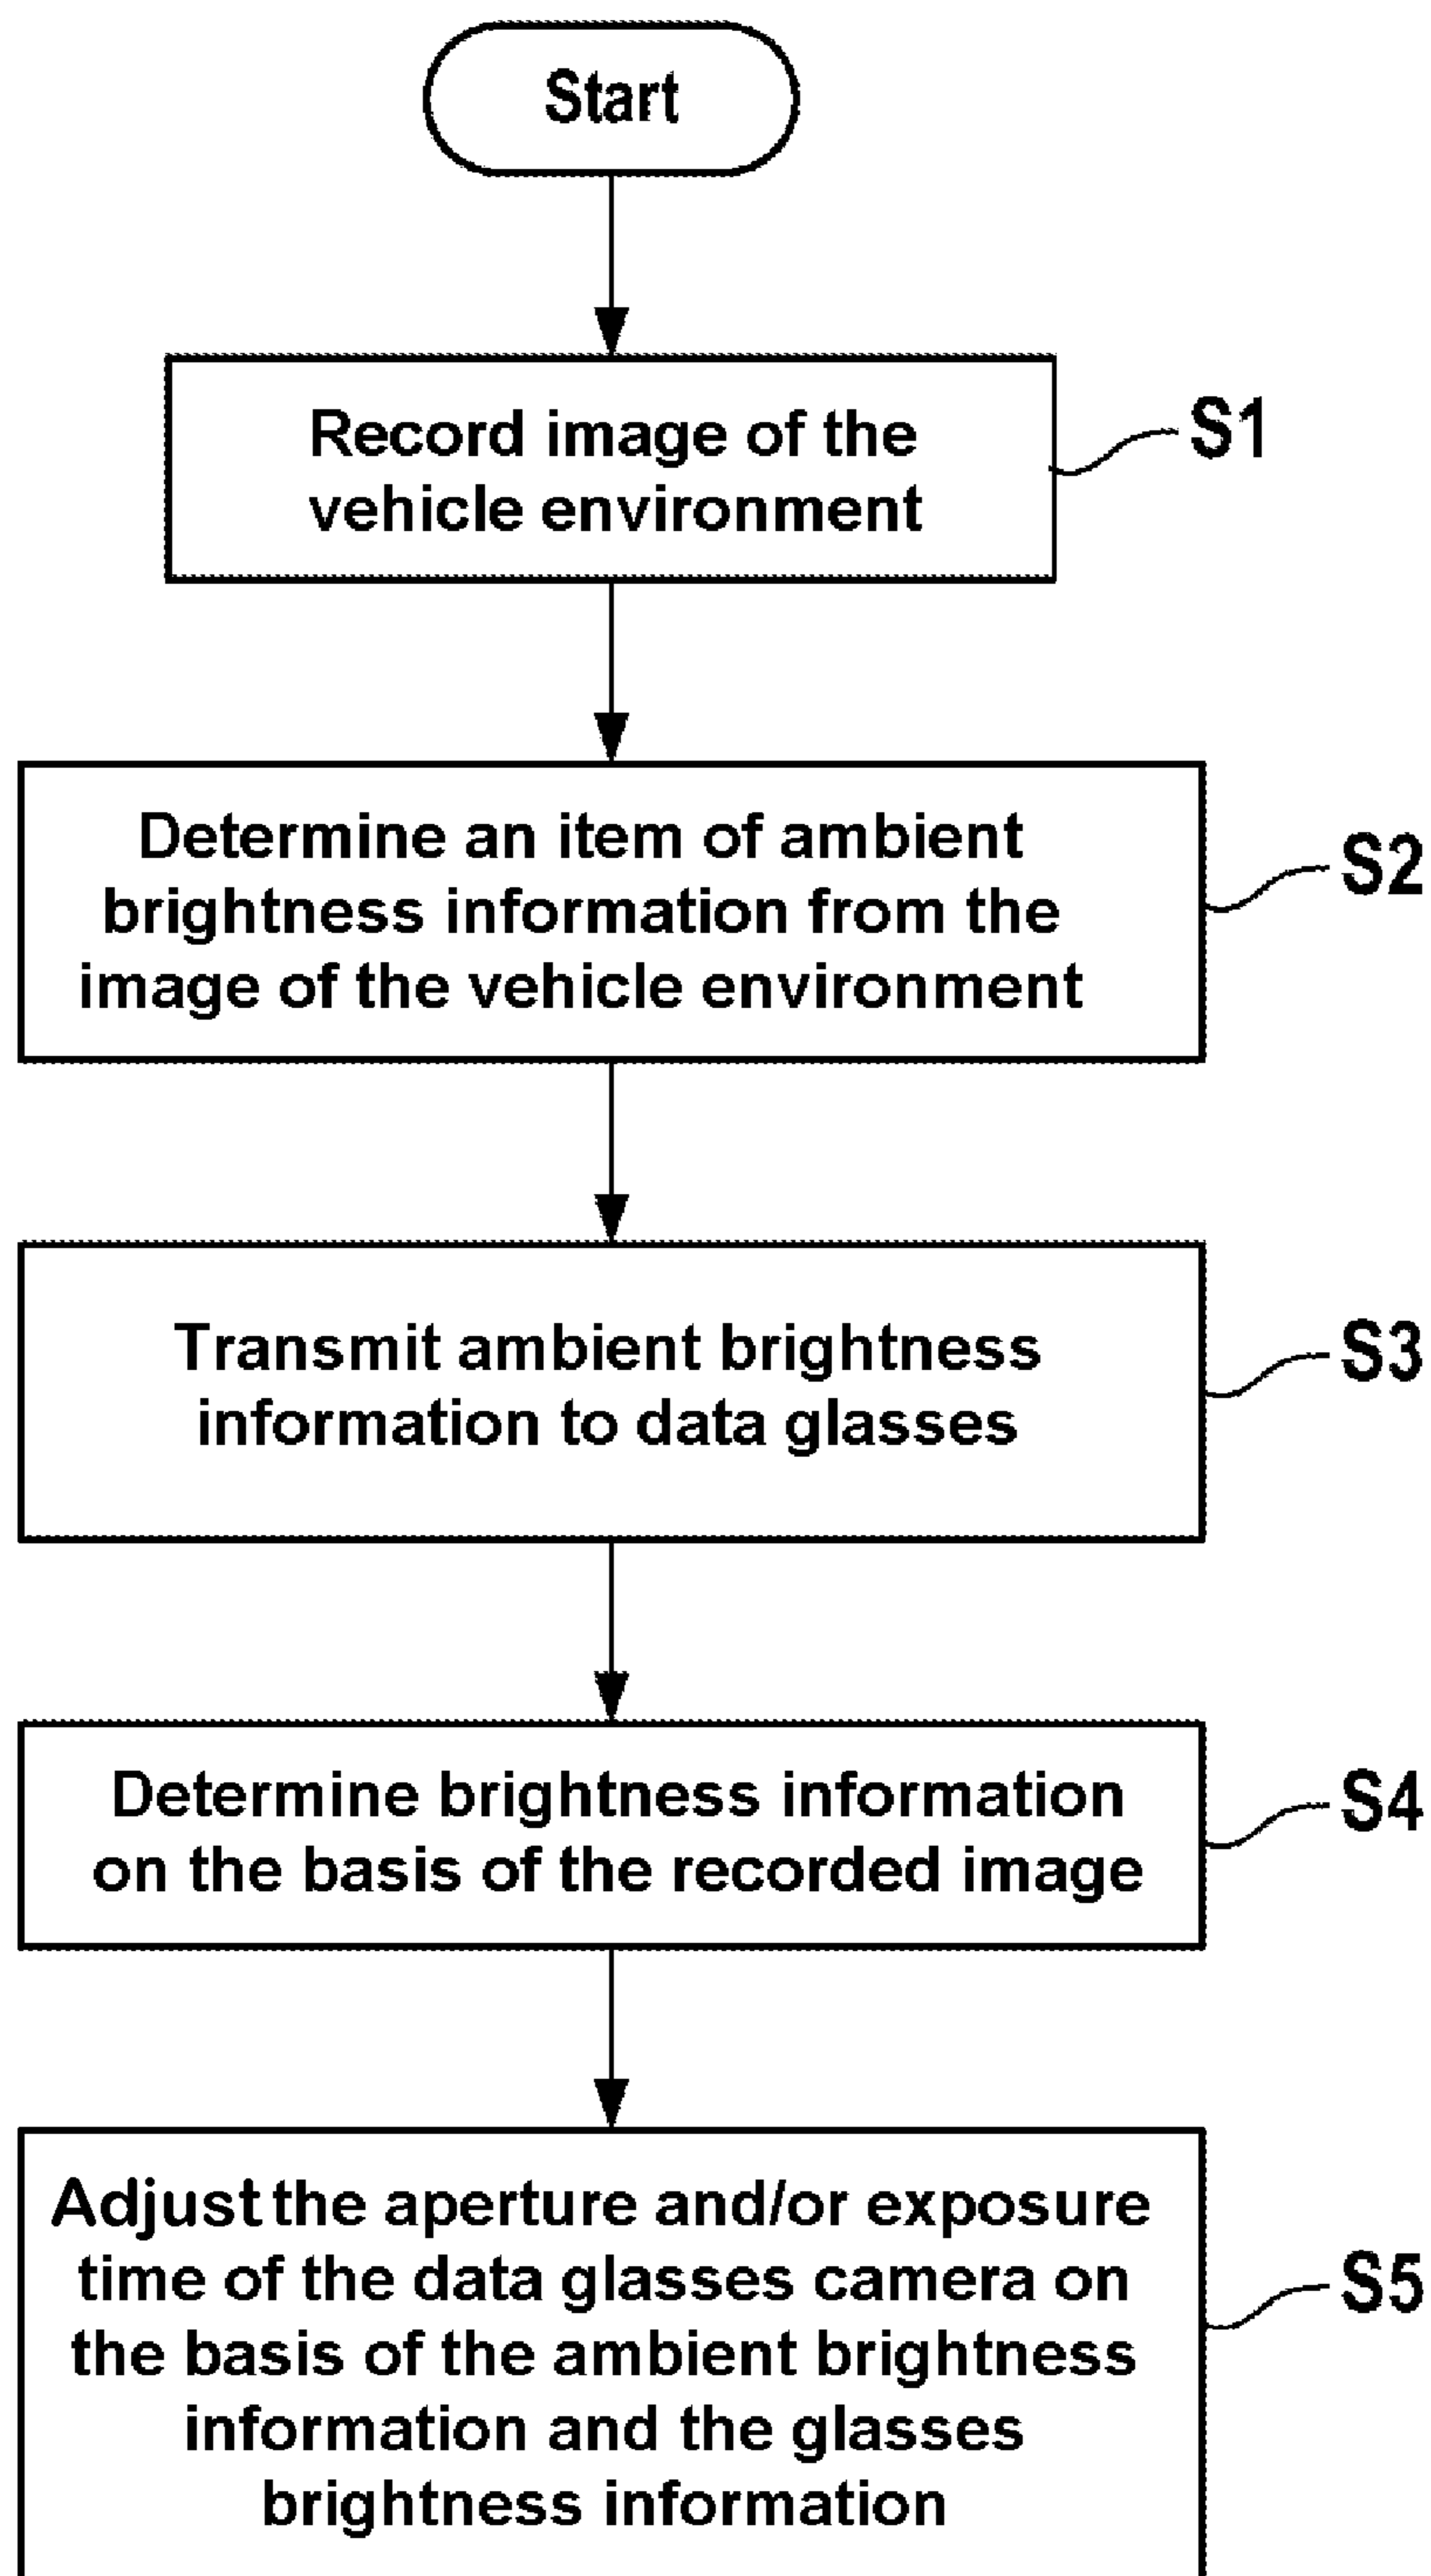 Start
Record image of the
vehicle environment
S1
Determine an item of ambient
brightness information from the
image of the vehicle environment
S2
Transmit ambient brightness
information to data glasses
S3
Determine brightness information
on the basis of the recorded image
S4
Adjust the aperture and/or exposure
time of the data glasses camera on
the basis of the ambient brightness
information and the glasses
brightness information
S5